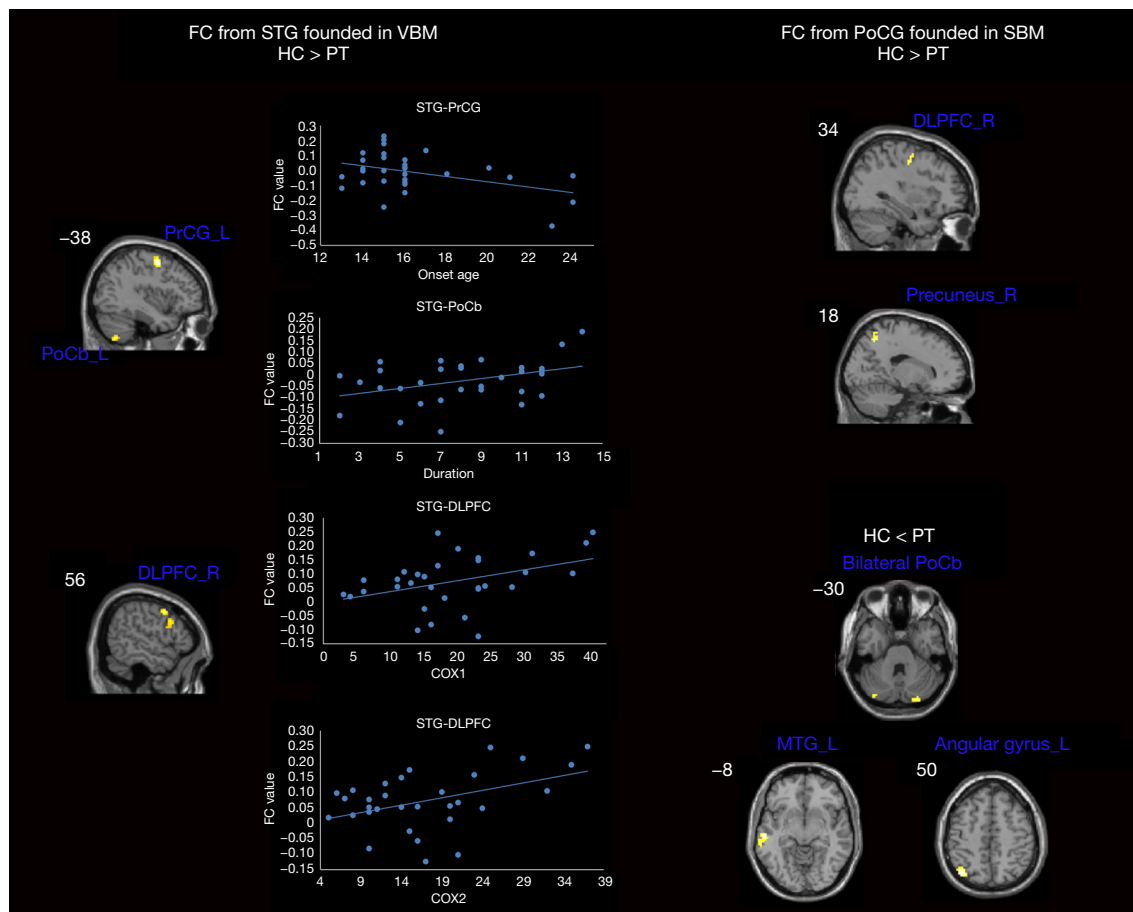 FC from STG founded in VBM
HC > PT
FC from PoCG founded in SBM
HC > PT
STG-PrCG
FC value
0.3
0.2
0.1
0.0
−0.1
−0.2
−0.3
−0.4
−0.5
12 14 16 18 20 22 24
Onset age
−38
PrCG_L
PoCb_L
STG-PoCb
FC value
0.25
0.20
0.15
0.10
0.05
0
−0.05
−0.10
−0.15
−0.20
−0.25
−0.30
1 3 5 7 9 11 13 15
Duration
STG-DLPFC
FC value
0.30
0.25
0.20
0.15
0.10
0.05
0.00
−0.05
−0.10
−0.15
0 5 10 15 20 25 30 35 40
COX1
56
DLPFC_R
STG-DLPFC
FC value
0.30
0.25
0.20
0.15
0.10
0.05
0
−0.05
−0.10
−0.15
4 9 14 19 24 29 34 39
COX2
34
DLPFC_R
18
Precuneus_R
HC < PT
Bilateral PoCb
−30
MTG_L
−8
Angular gyrus_L
50